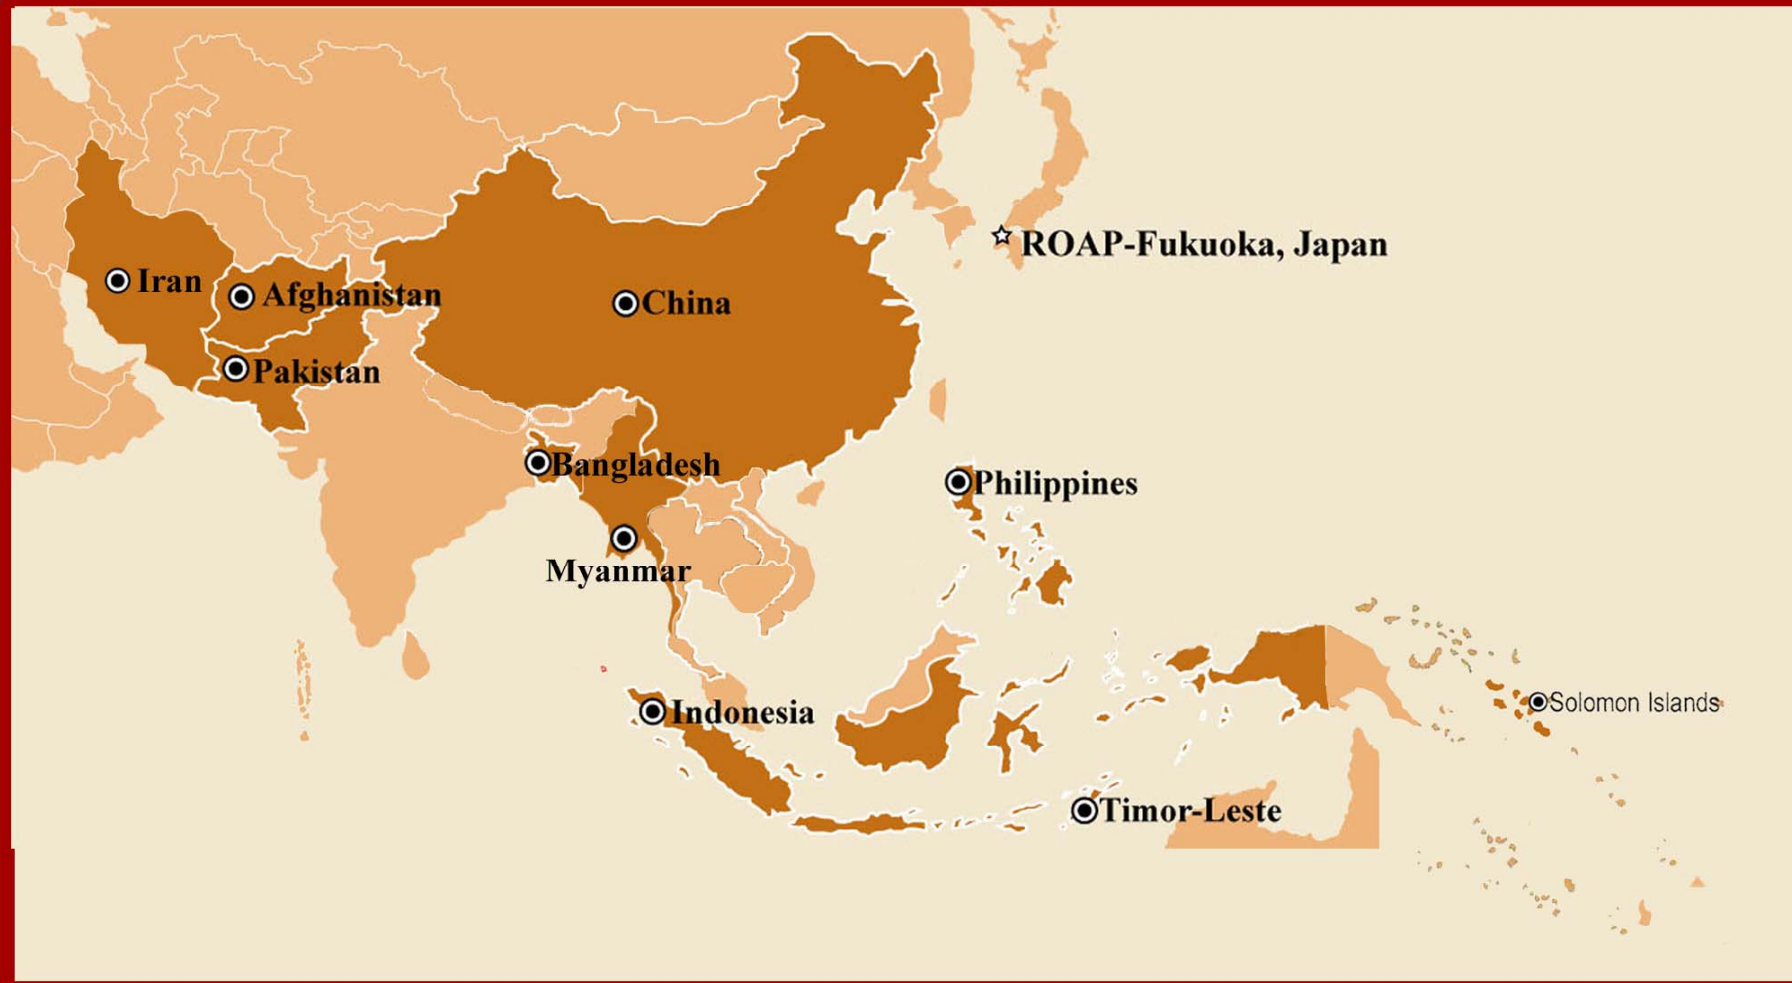 ROAP-Fukuoka, Japan
Iran
Afghanistan
China
Pakistan
Bangladesh
Philippines
Myanmar
Indonesia
Solomon Islands
Timor-Leste